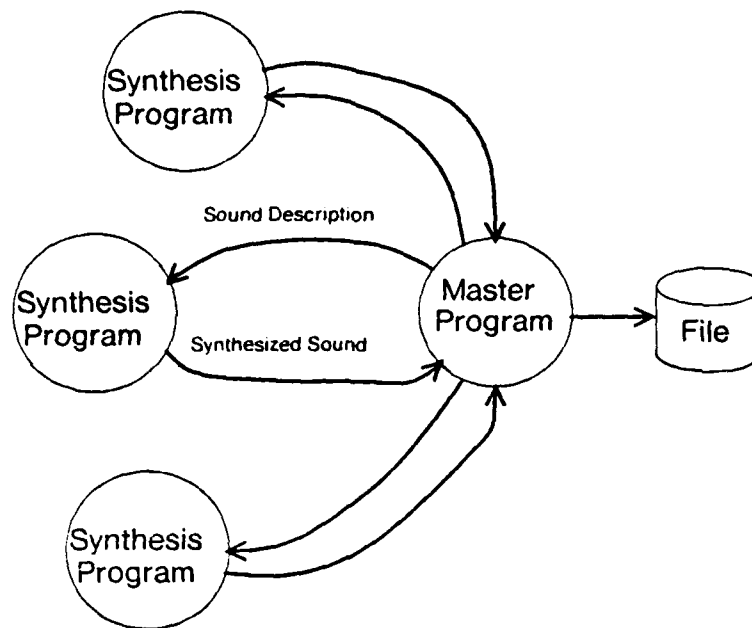 Synthesis
Program
Sound Description
Synthesis
Program
Synthesized Sound
Master
Program
File
Synthesis
Program